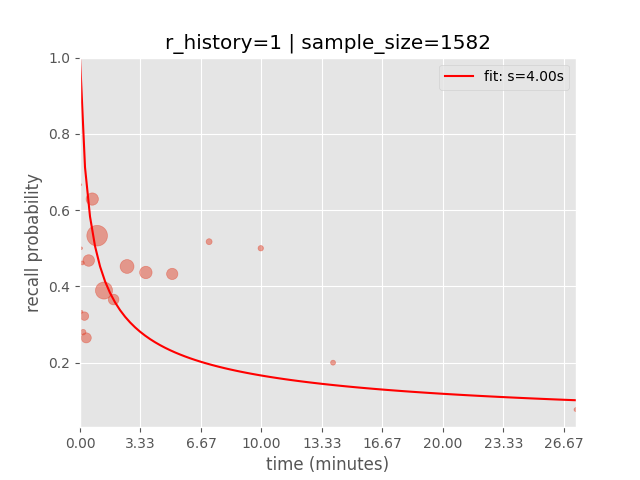 r_history=1 | sample_size=1582
fit: s=4.00s
recall probability
1.0
0.8
0.6
0.4
0.2
0.00 3.33 6.67 10.00 13.33 16.67 20.00 23.33 26.67
time (minutes)